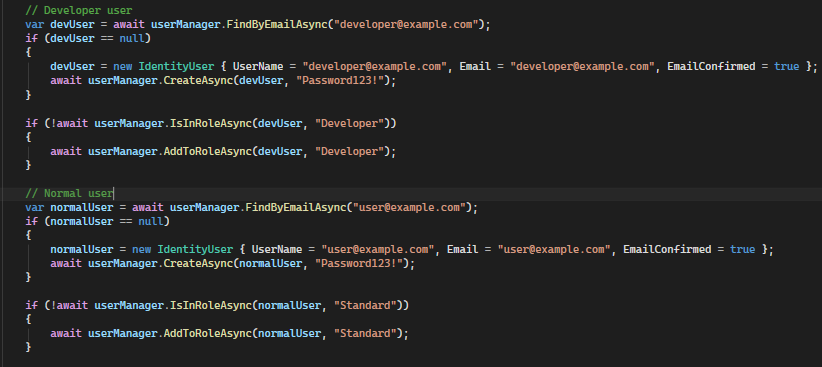 // Developer user
var devUser = await userManager.FindByEmailAsync("developer@example.com");
if (devUser == null)
{
    devUser = new IdentityUser { UserName = "developer@example.com", Email = "developer@example.com", EmailConfirmed = true };
    await userManager.CreateAsync(devUser, "Password123!");
}

if (!await userManager.IsInRoleAsync(devUser, "Developer"))
{
    await userManager.AddToRoleAsync(devUser, "Developer");
}

// Normal user
var normalUser = await userManager.FindByEmailAsync("user@example.com");
if (normalUser == null)
{
    normalUser = new IdentityUser { UserName = "user@example.com", Email = "user@example.com", EmailConfirmed = true };
    await userManager.CreateAsync(normalUser, "Password123!");
}

if (!await userManager.IsInRoleAsync(normalUser, "Standard"))
{
    await userManager.AddToRoleAsync(normalUser, "Standard");
}